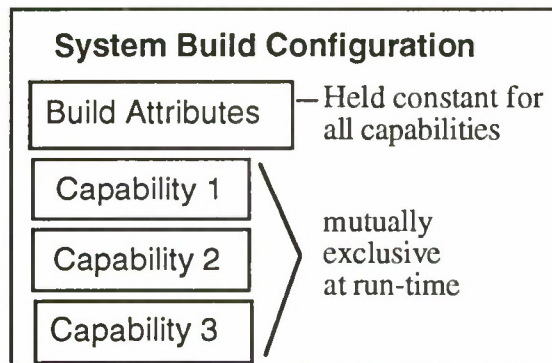 System Build Configuration
Build Attributes
Held constant for
all capabilities
Capability 1
Capability 2
Capability 3
mutually
exclusive
at run-time